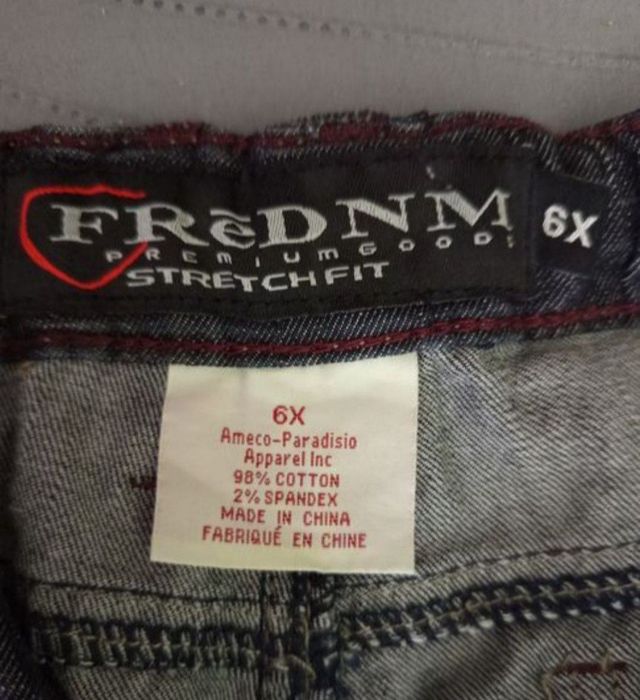 FRēDNM
PREMIUM GOODS
STRETCH FIT
6X
6X
Ameco-Paradisio
Apparel Inc
98% COTTON
2% SPANDEX
MADE IN CHINA
FABRIQUÉ EN CHINE